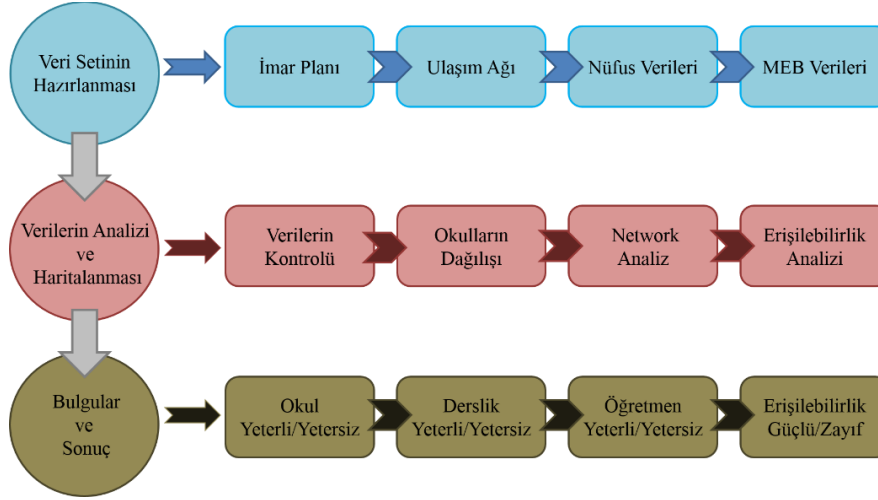 Veri Setinin
Hazırlanması
İmar Planı
Ulaşım Ağı
Nüfus Verileri
MEB Verileri
Verilerin Analizi
ve
Haritalanması
Verilerin
Kontrolü
Okulların
Dağılışı
Network
Analiz
Erişilebilirlik
Analizi
Bulgular
ve
Sonuç
Okul
Yeterli/Yetersiz
Derslik
Yeterli/Yetersiz
Öğretmen
Yeterli/Yetersiz
Erişilebilirlik
Güçlü/Zayıf